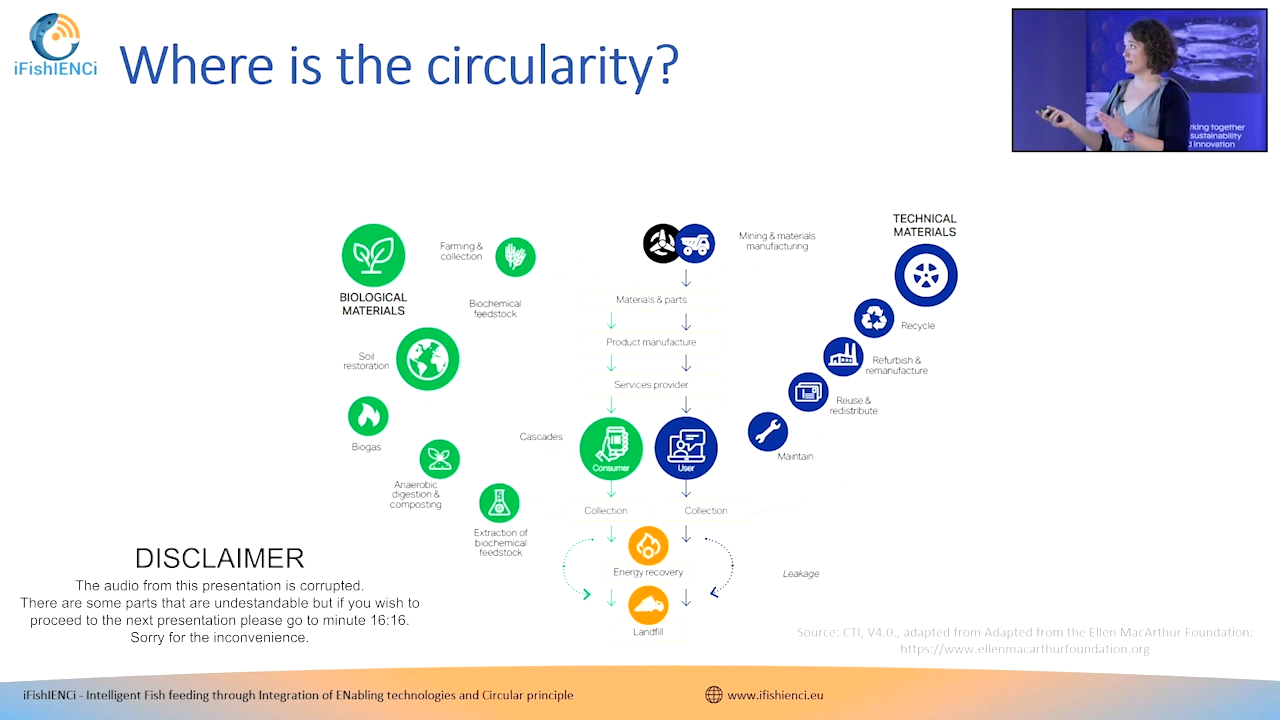 iFishIENCi
Where is the circularity?
rking together
sustainability
d innovation
TECHNICAL
MATERIALS
Farming &
collection
Mining & materials
manufacturing
BIOLOGICAL
MATERIALS
Biochemical
feedstock
Materials & parts
Recycle
Product manufacture
Soil
restoration
Refurbish &
remanufacture
Services provider
Reuse &
redistribute
Biogas
Cascades
Consumer
User
Maintain
Anaerobic
digestion &
composting
Collection
Collection
Extraction of
biochemical
feedstock
Energy recovery
Leakage
Landfill
DISCLAIMER
The audio from this presentation is corrupted.
There are some parts that are undestandable but if you wish to
proceed to the next presentation please go to minute 16:16.
Sorry for the inconvenience.
Source: CTI, V4.0., adapted from Adapted from the Ellen MacArthur Foundation:
https://www.ellenmacarthurfoundation.org
iFishIENCi - Intelligent Fish feeding through Integration of ENabling technologies and Circular principle
www.ifishienci.eu